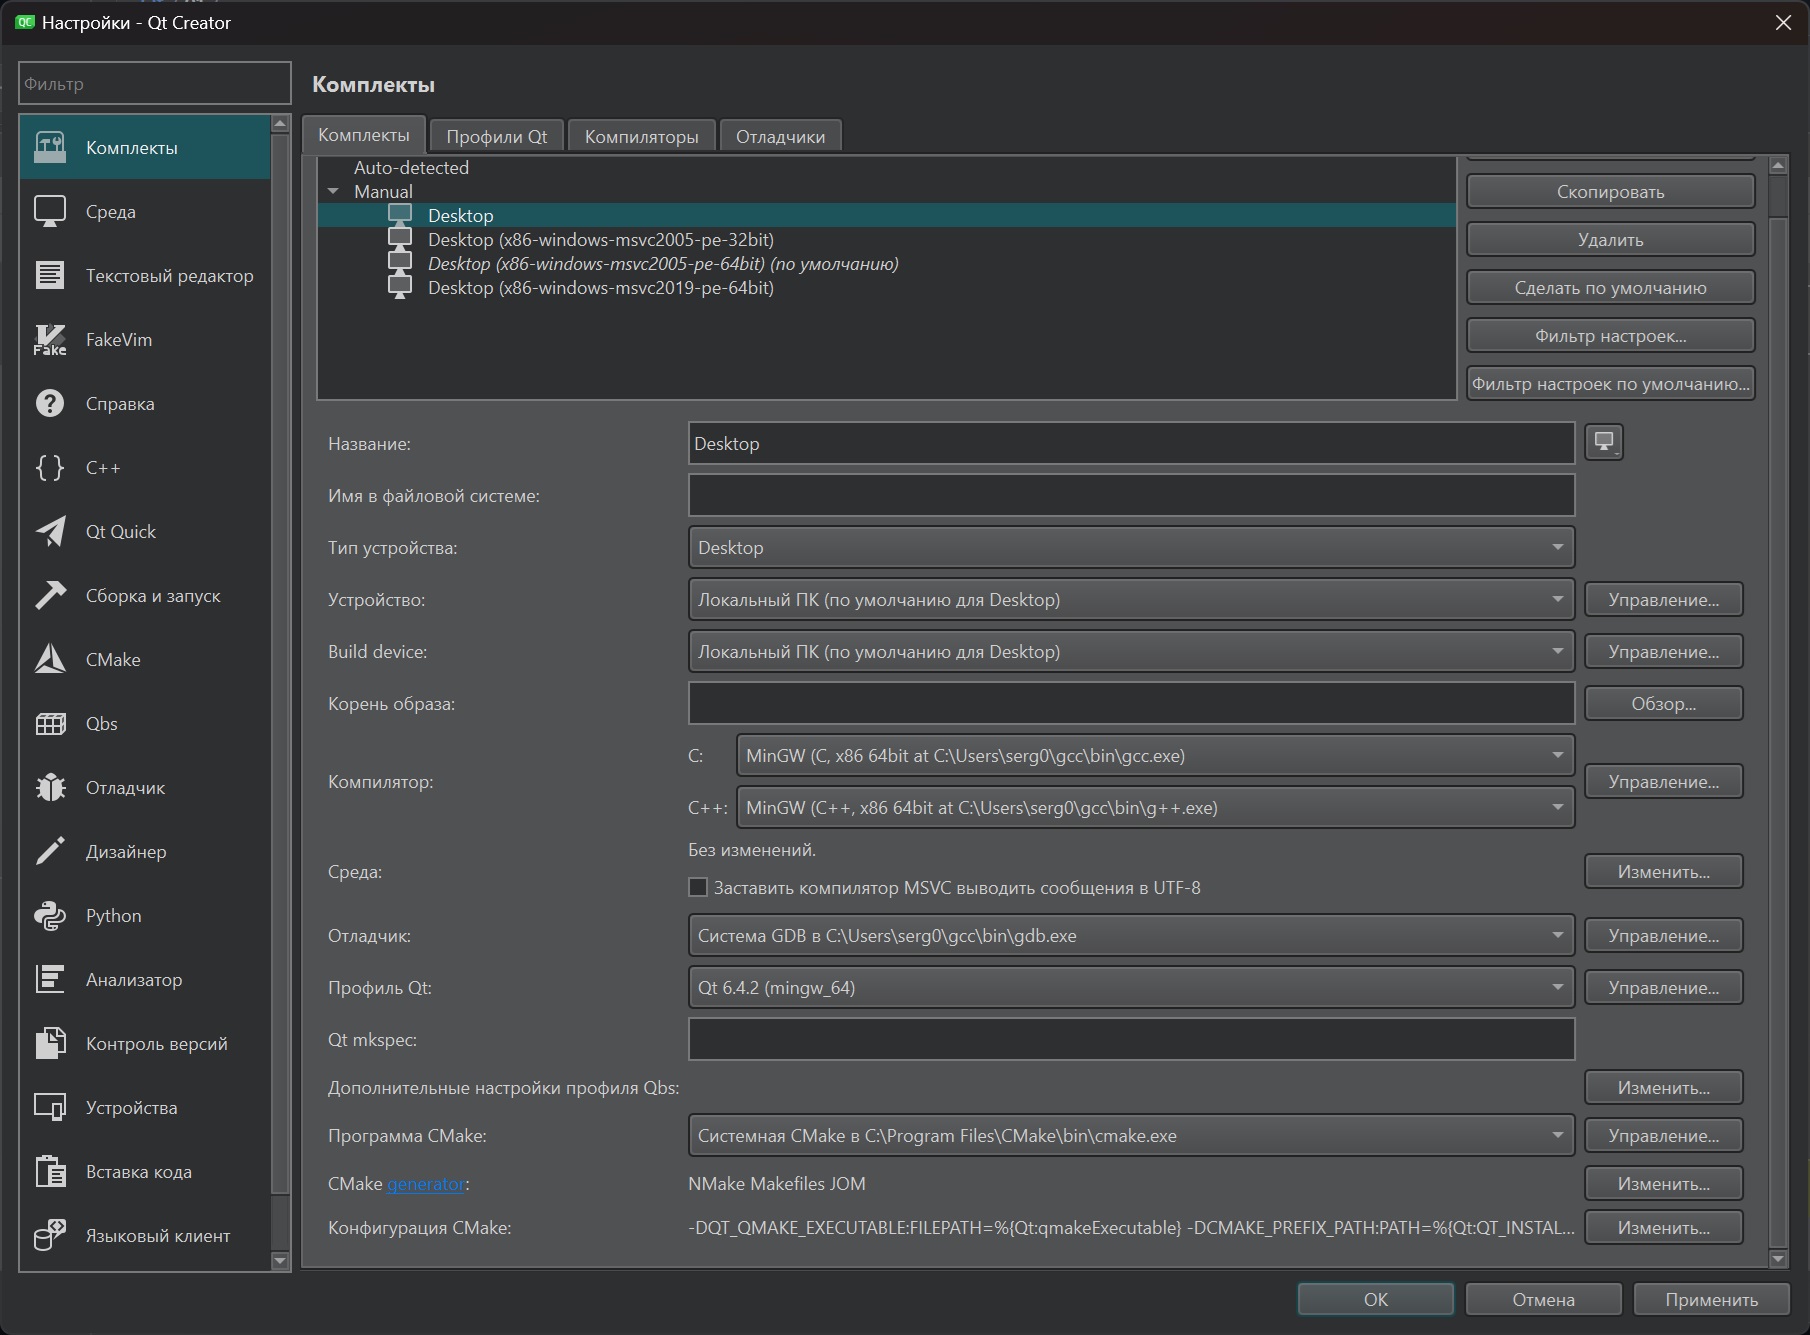 QC Настройки - Qt Creator
Фильтр
Комплекты
Среда
Текстовый редактор
Fake
FakeVim
Справка
C++
Qt Quick
Сборка и запуск
CMake
Qbs
Отладчик
Дизайнер
Python
Анализатор
Контроль версий
Устройства
Вставка кода
Языковый клиент
Комплекты
Комплекты Профили Qt Компиляторы Отладчики
Auto-detected
Manual
Desktop
Desktop (x86-windows-msvc2005-pe-32bit)
Desktop (x86-windows-msvc2005-pe-64bit) (по умолчанию)
Desktop (x86-windows-msvc2019-pe-64bit)
Скопировать
Удалить
Сделать по умолчанию
Фильтр настроек...
Фильтр настроек по умолчанию...
Название: Desktop
Имя в файловой системе:
Тип устройства: Desktop
Устройство: Локальный ПК (по умолчанию для Desktop) Управление...
Build device: Локальный ПК (по умолчанию для Desktop) Управление...
Корень образа: Обзор...
Компилятор:
C: MinGW (C, x86 64bit at C:\Users\serg0\gcc\bin\gcc.exe)
C++: MinGW (C++, x86 64bit at C:\Users\serg0\gcc\bin\g++.exe)
Управление...
Среда:
Без изменений.
Заставить компилятор MSVC выводить сообщения в UTF-8
Изменить...
Отладчик: Система GDB в C:\Users\serg0\gcc\bin\gdb.exe Управление...
Профиль Qt: Qt 6.4.2 (mingw_64) Управление...
Qt mkspec:
Дополнительные настройки профиля Qbs: Изменить...
Программа CMake: Системная CMake в C:\Program Files\CMake\bin\cmake.exe Управление...
CMake generator: NMake Makefiles JOM Изменить...
Конфигурация CMake: -DQT_QMAKE_EXECUTABLE:FILEPATH=%{Qt:qmakeExecutable} -DCMAKE_PREFIX_PATH:PATH=%{Qt:QT_INSTAL... Изменить...
OK Отмена Применить